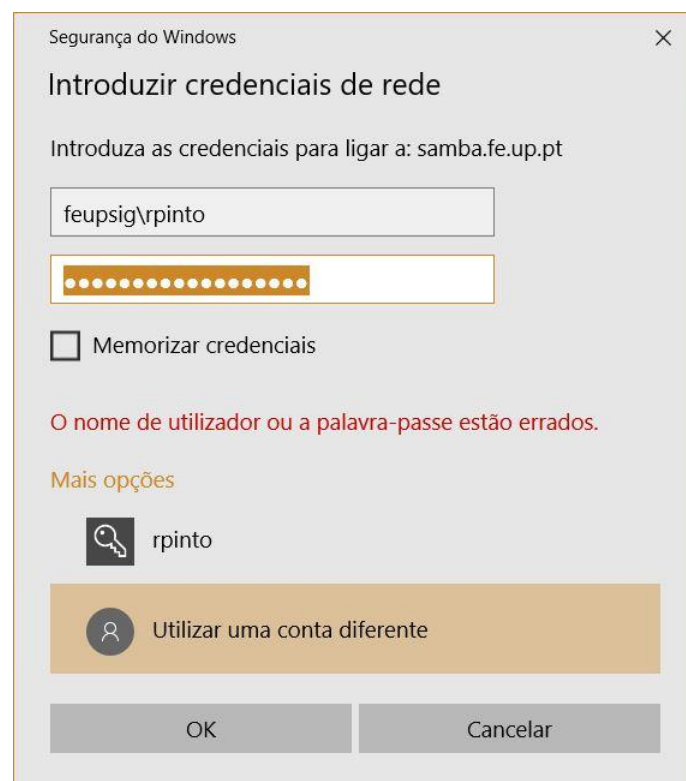 Segurança do Windows
Introduzir credenciais de rede
Introduza as credenciais para ligar a: samba.fe.up.pt
feupsig\rpinto
••••••••••••••••••
Memorizar credenciais
O nome de utilizador ou a palavra-passe estão errados.
Mais opções
rpinto
Utilizar uma conta diferente
OK
Cancelar